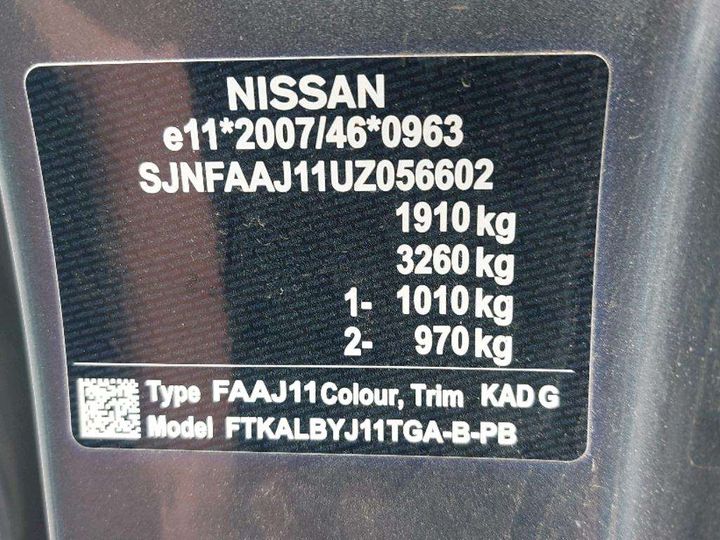 NISSAN
e11*2007/46*0963
SJNFAAJ11UZ056602
1910 kg
3260 kg
1- 1010 kg
2- 970 kg
Type FAAJ11 Colour, Trim KAD G
Model FTKALBYJ11TGA-B-PB